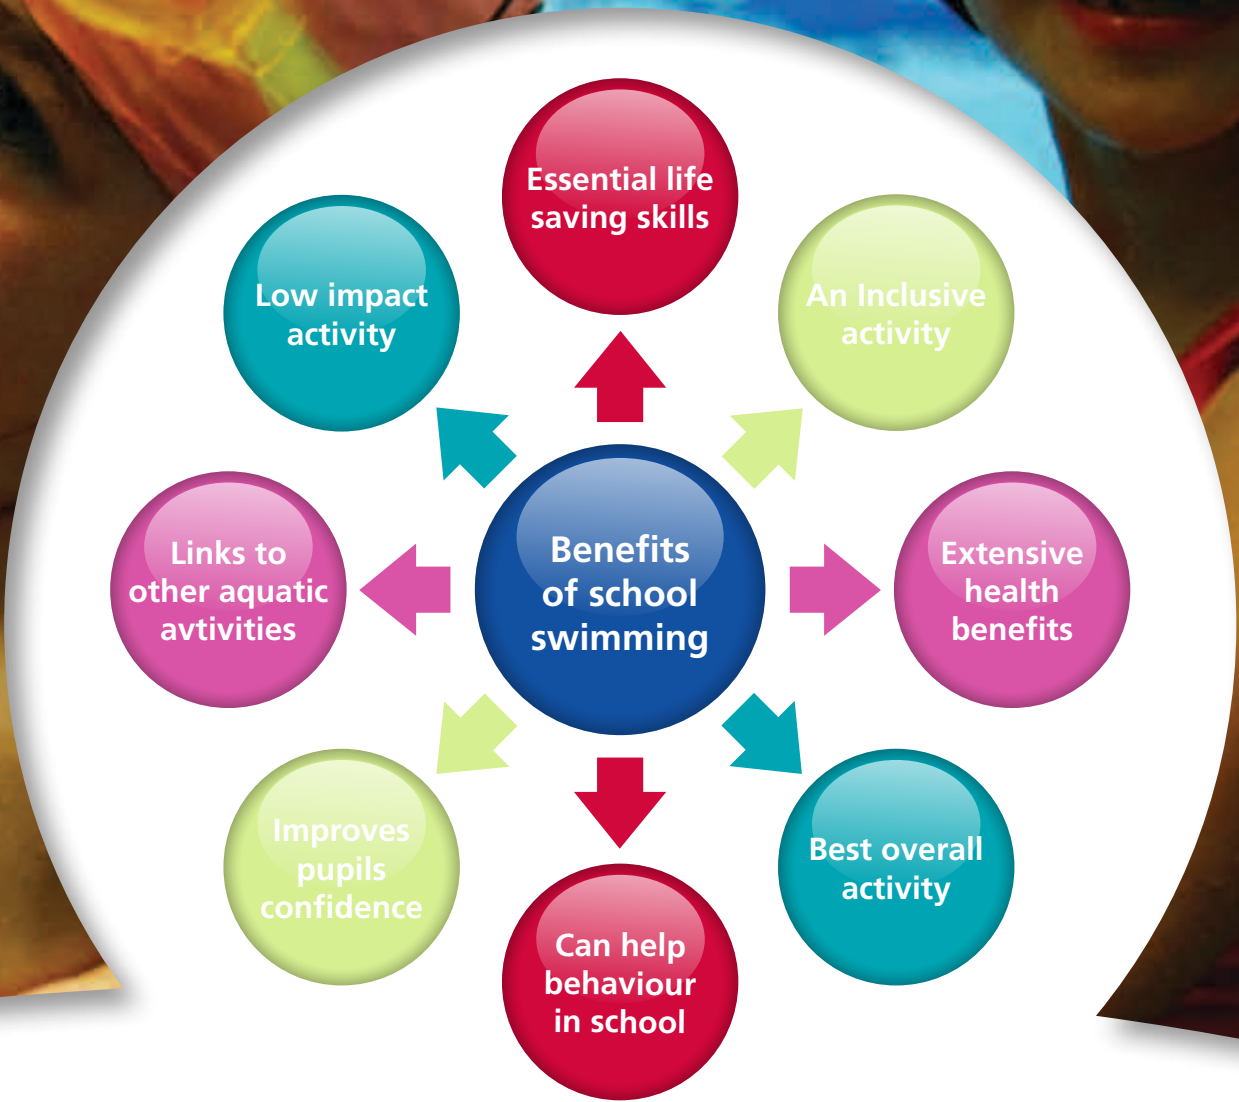 Essential life
saving skills
Low impact
activity
An Inclusive
activity
Links to
other aquatic
avtivities
Benefits
of school
swimming
Extensive
health
benefits
Improves
pupils
confidence
Best overall
activity
Can help
behaviour
in school